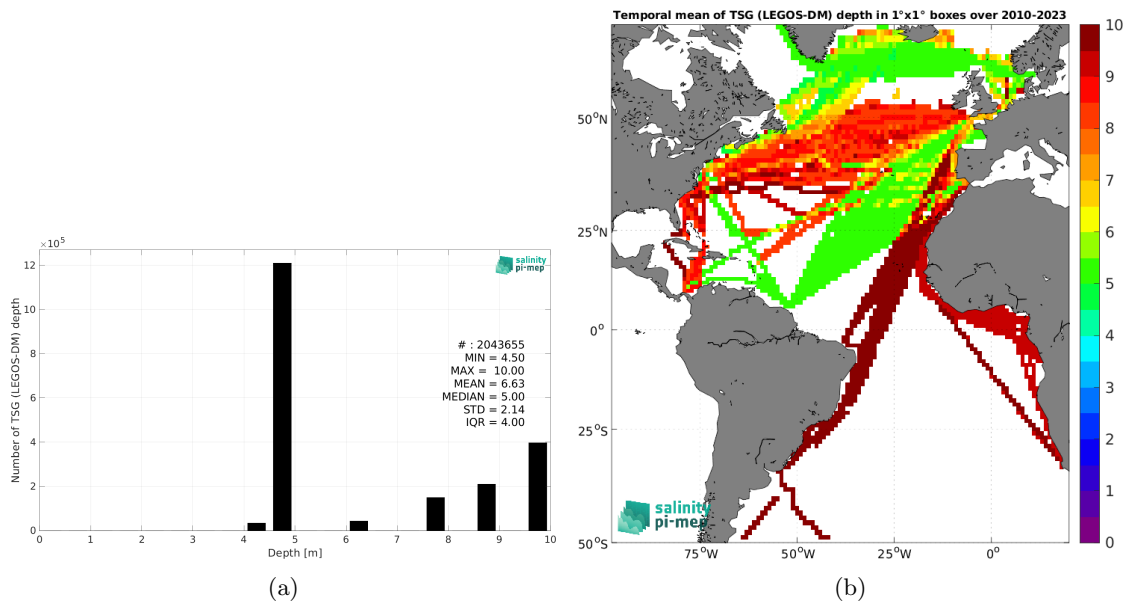 ×10⁵
12
10
8
6
4
2
0
Number of TSG (LEGOS-DM) depth
salinity
pi-mep
# : 2043655
MIN = 4.50
MAX = 10.00
MEAN = 6.63
MEDIAN = 5.00
STD = 2.14
IQR = 4.00
0 1 2 3 4 5 6 7 8 9 10
Depth [m]
(a)
Temporal mean of TSG (LEGOS-DM) depth in 1°x1° boxes over 2010-2023
50°N
25°N
0°
25°S
50°S
75°W 50°W 25°W 0°
salinity
pi-mep
10
9
8
7
6
5
4
3
2
1
0
(b)